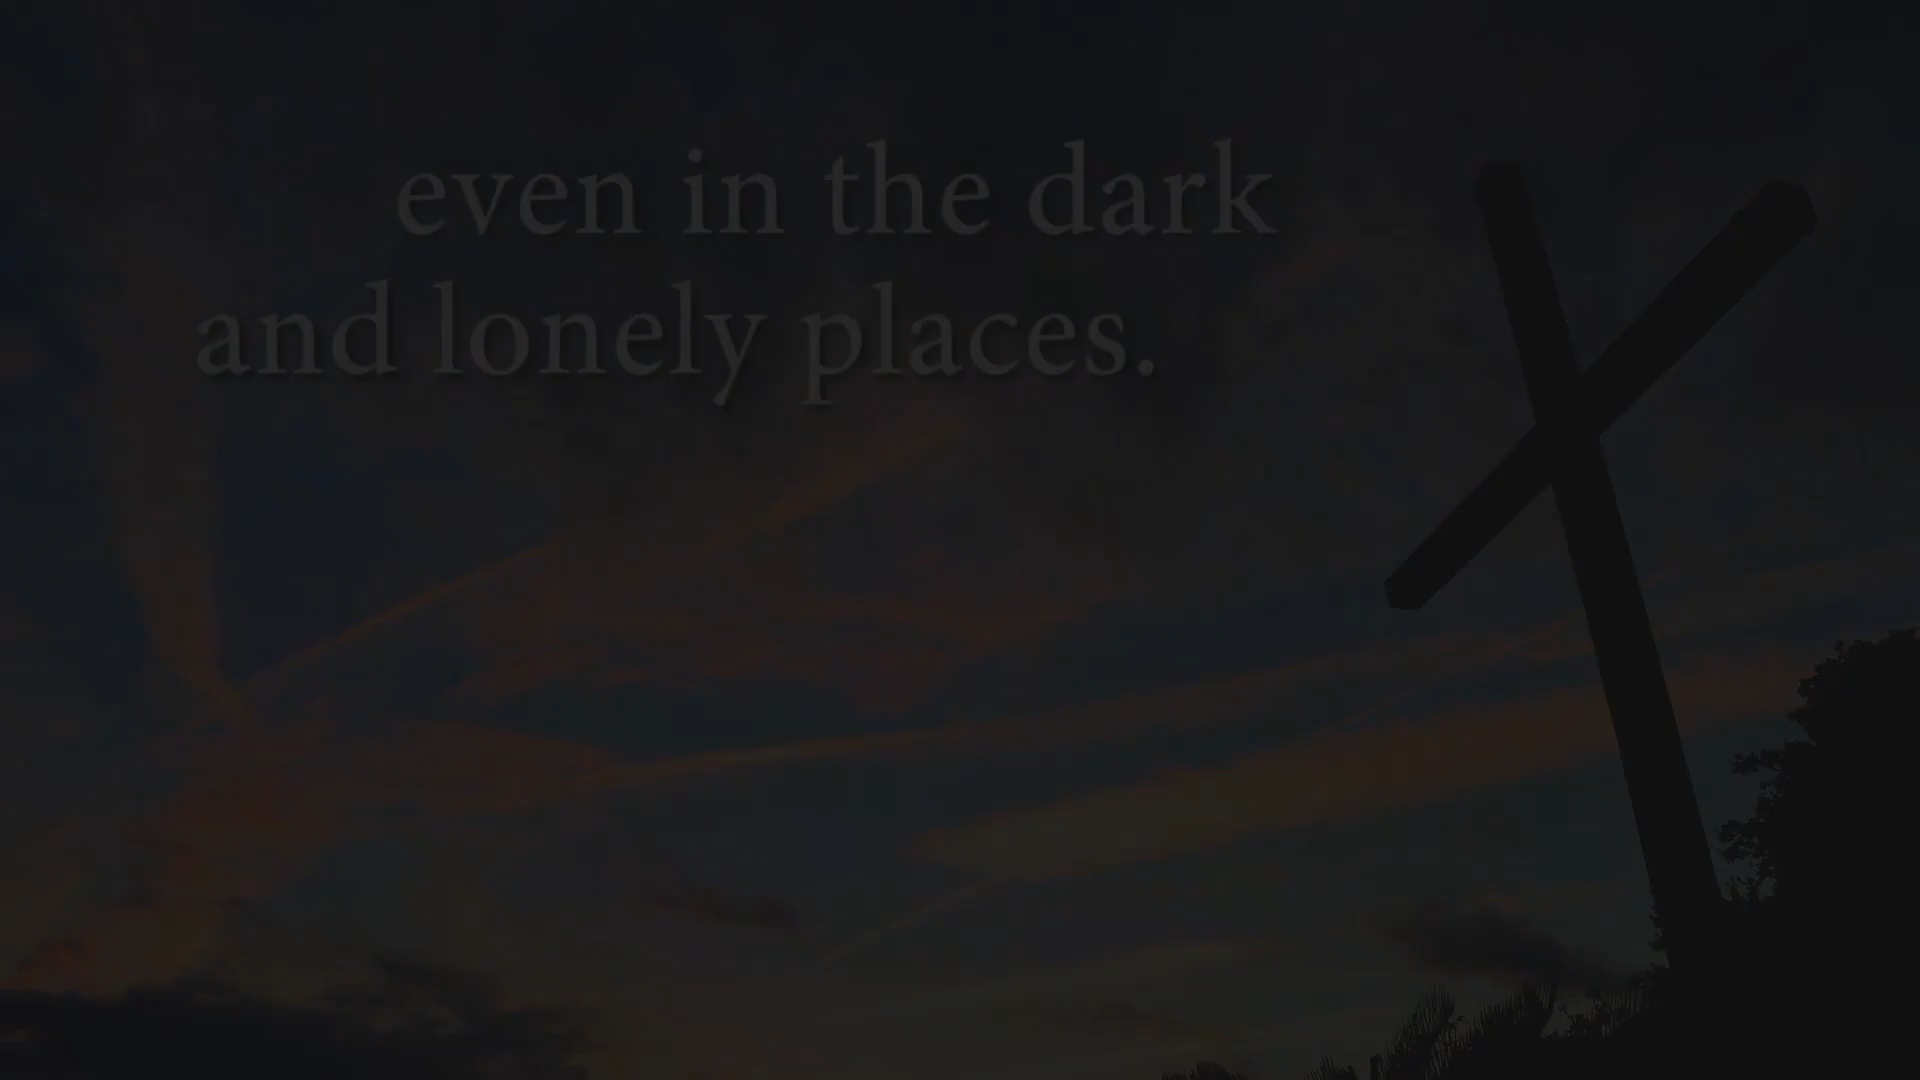 even in the dark
and lonely places.